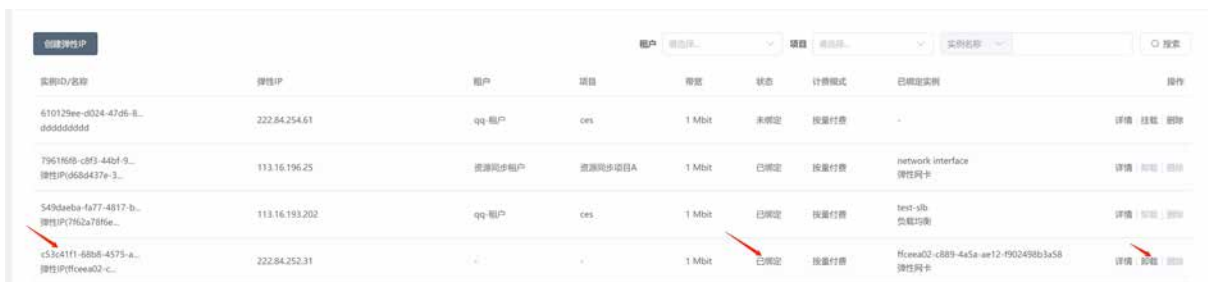 创建弹性IP
租户 请选择... 项目 请选择... 实例名称 搜索
实例ID/名称 弹性IP 租户 项目 带宽 状态 计费模式 已绑定实例 操作
610129ee-d024-47d6-8... 222.84.254.61 qq-租户 ces 1 Mbit 未绑定 按量付费 - 详情 挂载 删除
ddddddddd
7961f6f8-c8f3-44bf-9... 113.16.196.25 资源同步租户 资源同步项目A 1 Mbit 已绑定 按量付费 network interface 详情 卸载 删除
弹性IP(d68d437e-3... 弹性网卡
549daeba-fa77-4817-b... 113.16.193.202 qq-租户 ces 1 Mbit 已绑定 按量付费 test-slb 详情 卸载 删除
弹性IP(7f62a78f6e... 负载均衡
c53c41f1-68b8-4575-a... 222.84.252.31 - - 1 Mbit 已绑定 按量付费 ffceea02-c889-4a5a-ae12-f902498b3a58 详情 卸载 删除
弹性IP(ffceea02-c... 弹性网卡